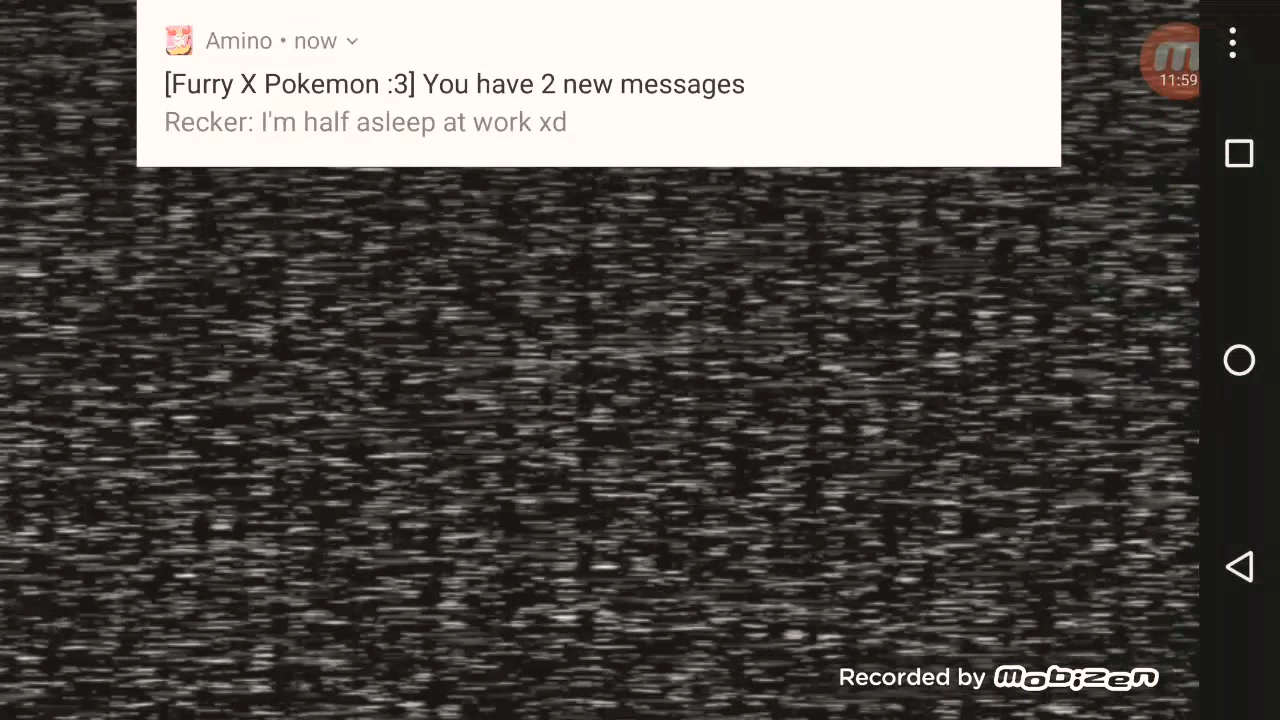 Amino • now
[Furry X Pokemon :3] You have 2 new messages
Recker: I'm half asleep at work xd
11:59
Recorded by mobizen